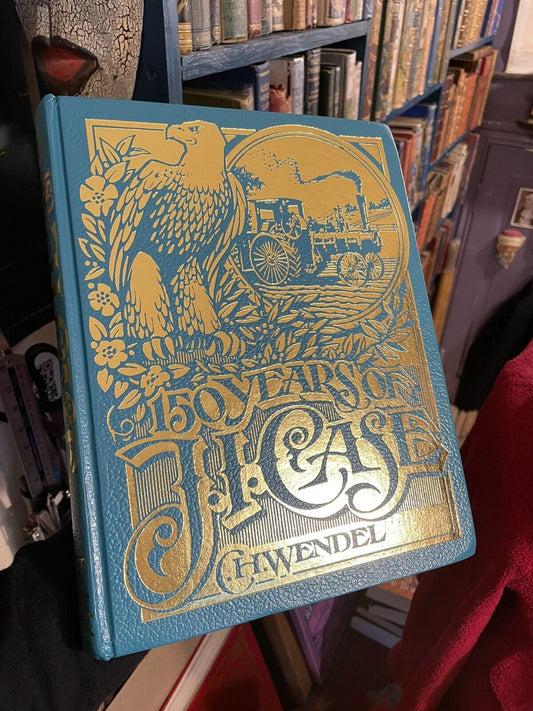 150 YEARS OF
J.I. CASE
C.H. WENDEL